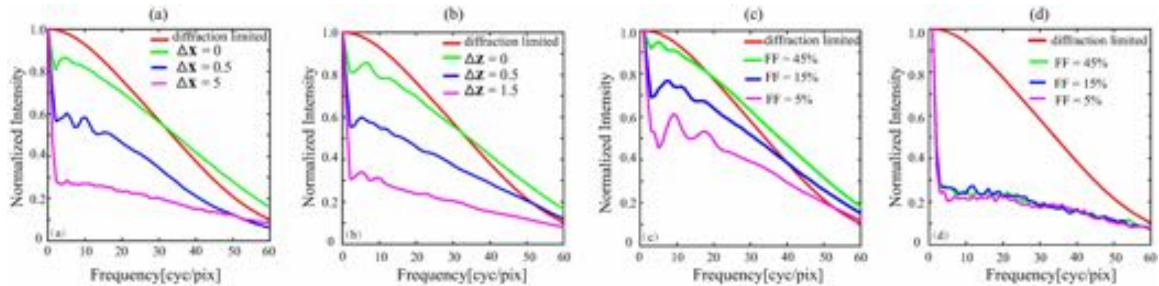 (a)
Normalized Intensity
1.0
0.8
0.6
0.4
0.2
0
diffraction limited
Δx = 0
Δx = 0.5
Δx = 5
(a)
0 10 20 30 40 50 60
Frequency[cyc/pix]
(b)
Normalized Intensity
1.0
0.8
0.6
0.4
0.2
0
diffraction limited
Δz = 0
Δz = 0.5
Δz = 1.5
(b)
0 10 20 30 40 50 60
Frequency[cyc/pix]
(c)
Normalized Intensity
1.0
0.8
0.6
0.4
0.2
0
diffraction limited
FF = 45%
FF = 15%
FF = 5%
(c)
0 10 20 30 40 50 60
Frequency[cyc/pix]
(d)
Normalized Intensity
1.0
0.8
0.6
0.4
0.2
0
diffraction limited
FF = 45%
FF = 15%
FF = 5%
(d)
0 10 20 30 40 50 60
Frequency[cyc/pix]